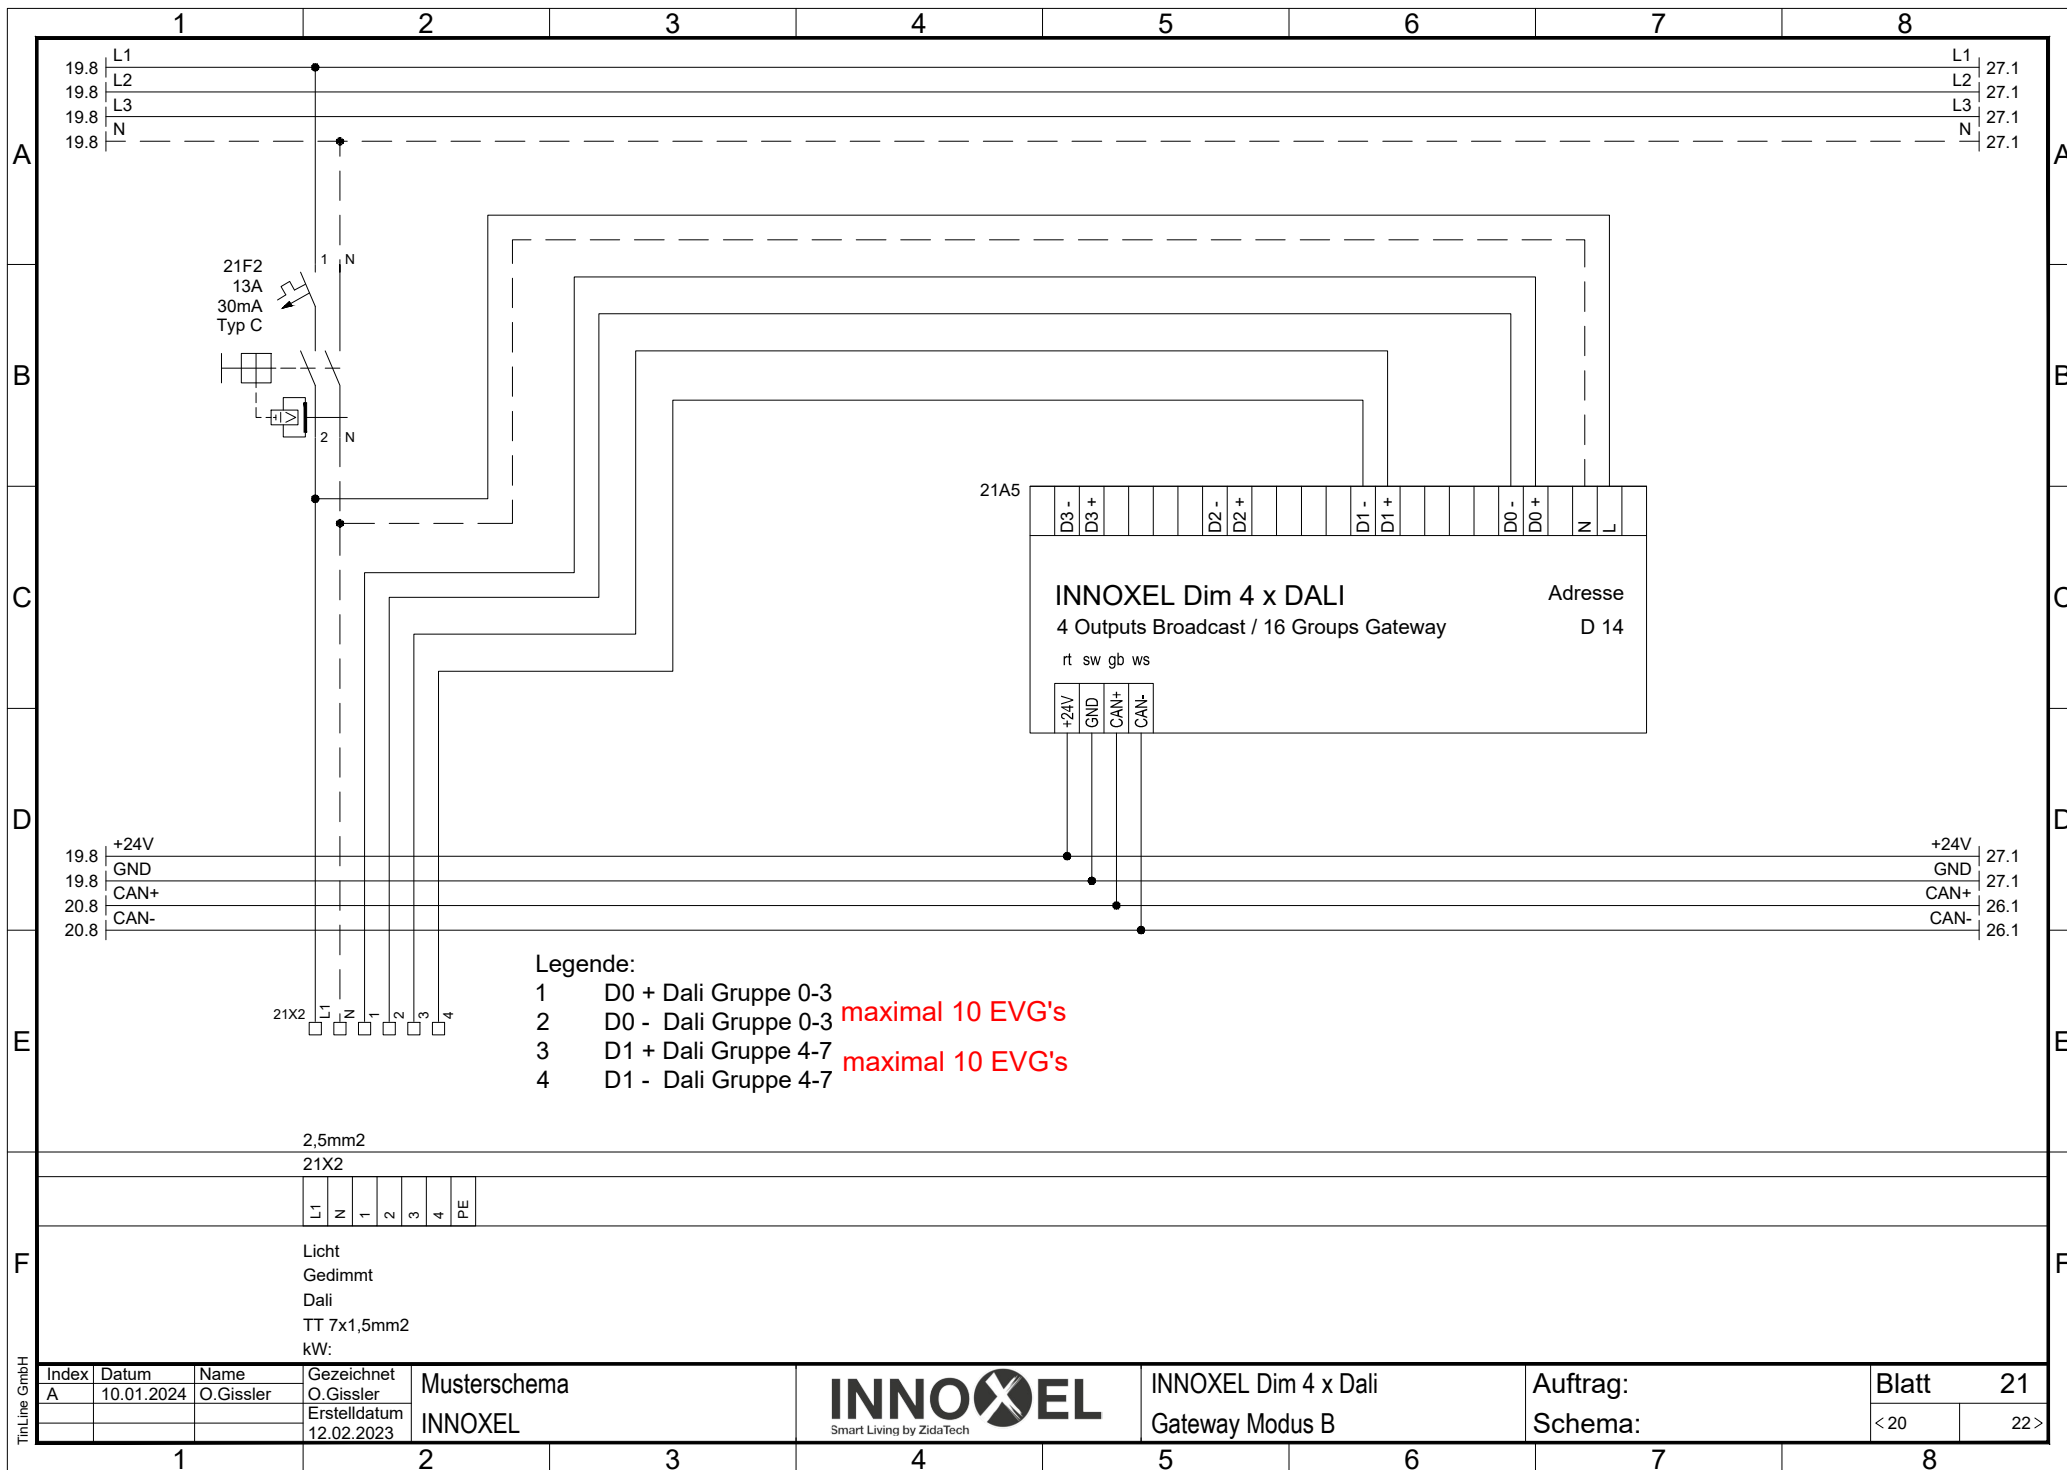 1 2 3 4 5 6 7 8
19.8 L1 L1 27.1
19.8 L2 L2 27.1
19.8 L3 L3 27.1
19.8 N N 27.1
A A
1 N
21F2
13A
30mA
Typ C
B B
2 N
21A5
D3 - D3 + D2 - D2 + D1 - D1 + D0 - D0 + N L
INNOXEL Dim 4 x DALI Adresse
4 Outputs Broadcast / 16 Groups Gateway D 14
C C
rt sw gb ws
+24V GND CAN+ CAN-
D D
19.8 +24V +24V 27.1
19.8 GND GND 27.1
20.8 CAN+ CAN+ 26.1
20.8 CAN- CAN- 26.1
Legende:
1 D0 + Dali Gruppe 0-3
maximal 10 EVG's
2 D0 - Dali Gruppe 0-3
3 D1 + Dali Gruppe 4-7
maximal 10 EVG's
4 D1 - Dali Gruppe 4-7
21X2 L1 N 1 2 3 4
E E
2,5mm2
21X2
L1 N 1 2 3 4 PE
F F
Licht
Gedimmt
Dali
TT 7x1,5mm2
kW:
TinLine GmbH
Index Datum Name Gezeichnet
A 10.01.2024 O.Gissler O.Gissler
Erstelldatum
12.02.2023
Musterschema
INNOXEL
INNOXEL
Smart Living by ZidaTech
INNOXEL Dim 4 x Dali
Gateway Modus B
Auftrag:
Schema:
Blatt 21
< 20 22 >
1 2 3 4 5 6 7 8